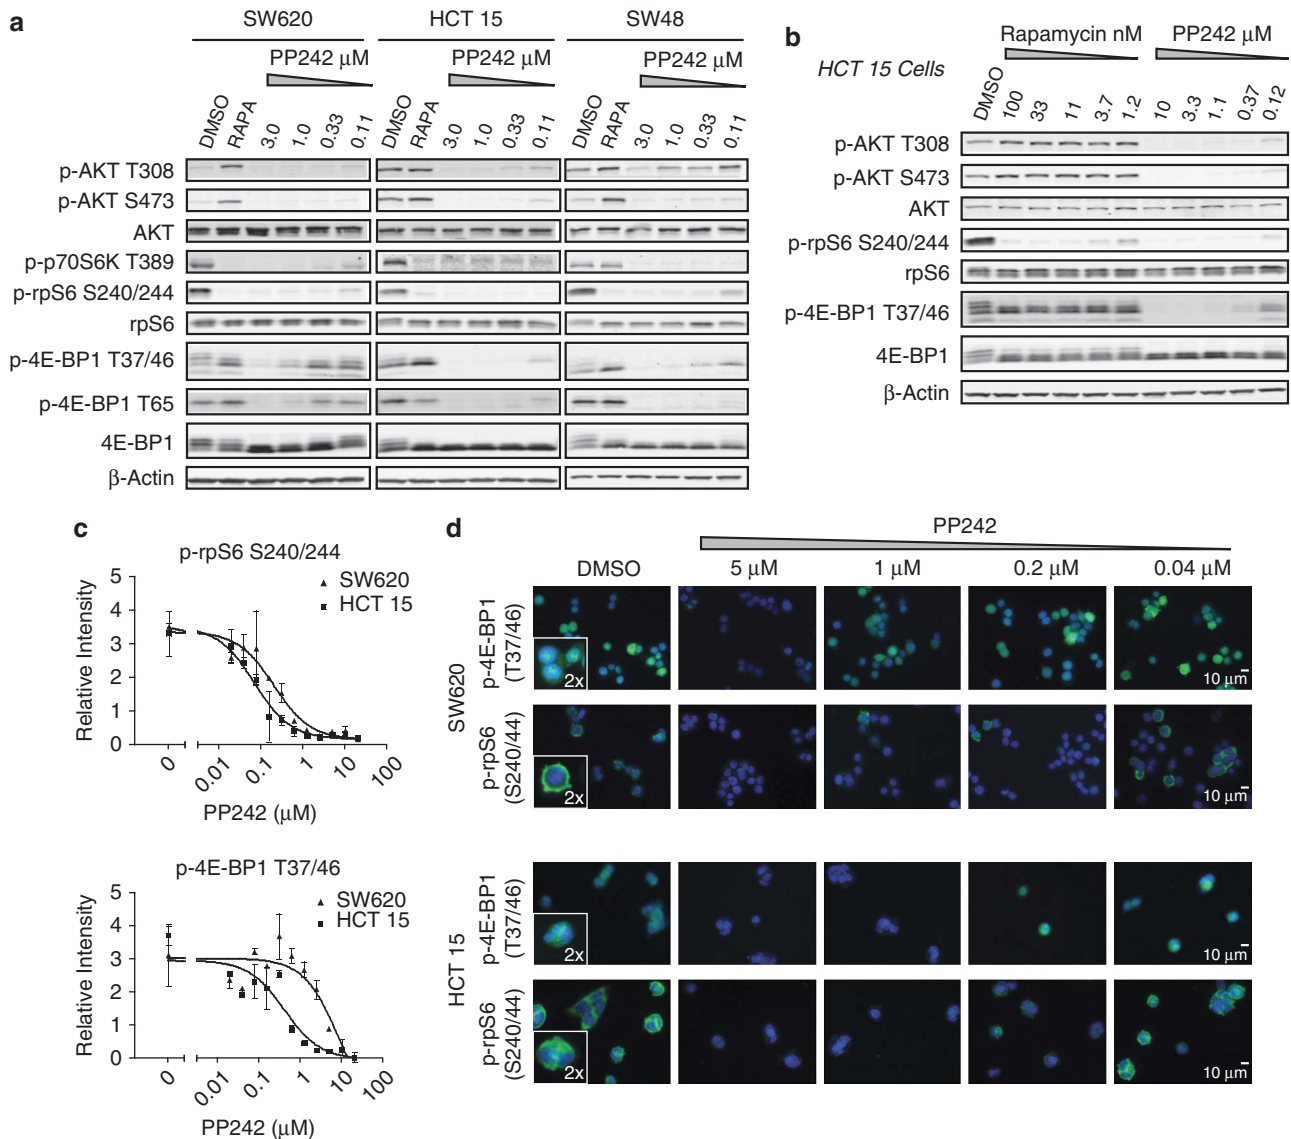 a
SW620 HCT 15 SW48
PP242 µM PP242 µM PP242 µM
DMSO RAPA 3.0 1.0 0.33 0.11 DMSO RAPA 3.0 1.0 0.33 0.11 DMSO RAPA 3.0 1.0 0.33 0.11
p-AKT T308
p-AKT S473
AKT
p-p70S6K T389
p-rpS6 S240/244
rpS6
p-4E-BP1 T37/46
p-4E-BP1 T65
4E-BP1
β-Actin
b
Rapamycin nM PP242 µM
HCT 15 Cells
DMSO 100 33 11 3.7 1.2 10 3.3 1.1 0.37 0.12
p-AKT T308
p-AKT S473
AKT
p-rpS6 S240/244
rpS6
p-4E-BP1 T37/46
4E-BP1
β-Actin
c
p-rpS6 S240/244
SW620
HCT 15
5
4
3
2
1
0
Relative Intensity
0 0.01 0.1 1 10 100
PP242 (µM)
p-4E-BP1 T37/46
SW620
HCT 15
5
4
3
2
1
0
Relative Intensity
0 0.01 0.1 1 10 100
PP242 (µM)
d
PP242
DMSO 5 µM 1 µM 0.2 µM 0.04 µM
SW620
p-4E-BP1
(T37/46)
2x
10 µm
p-rpS6
(S240/44)
2x
10 µm
HCT 15
p-4E-BP1
(T37/46)
2x
10 µm
p-rpS6
(S240/44)
2x
10 µm